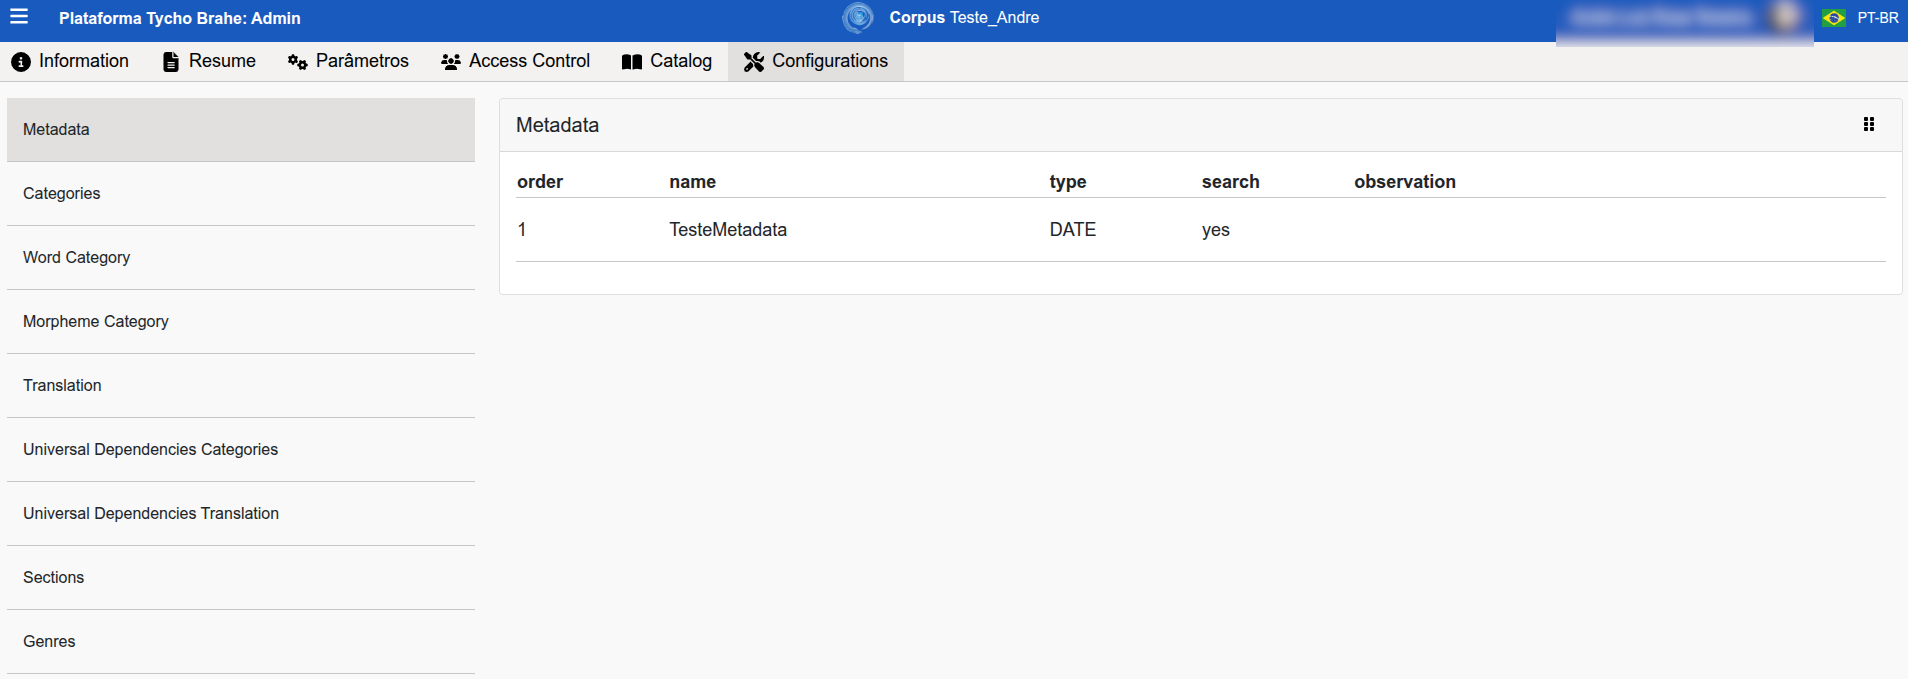 Plataforma Tycho Brahe: Admin
Corpus Teste_Andre
PT-BR
Information
Resume
Parâmetros
Access Control
Catalog
Configurations
Metadata
Categories
Word Category
Morpheme Category
Translation
Universal Dependencies Categories
Universal Dependencies Translation
Sections
Genres
Metadata
order name type search observation
1 TesteMetadata DATE yes